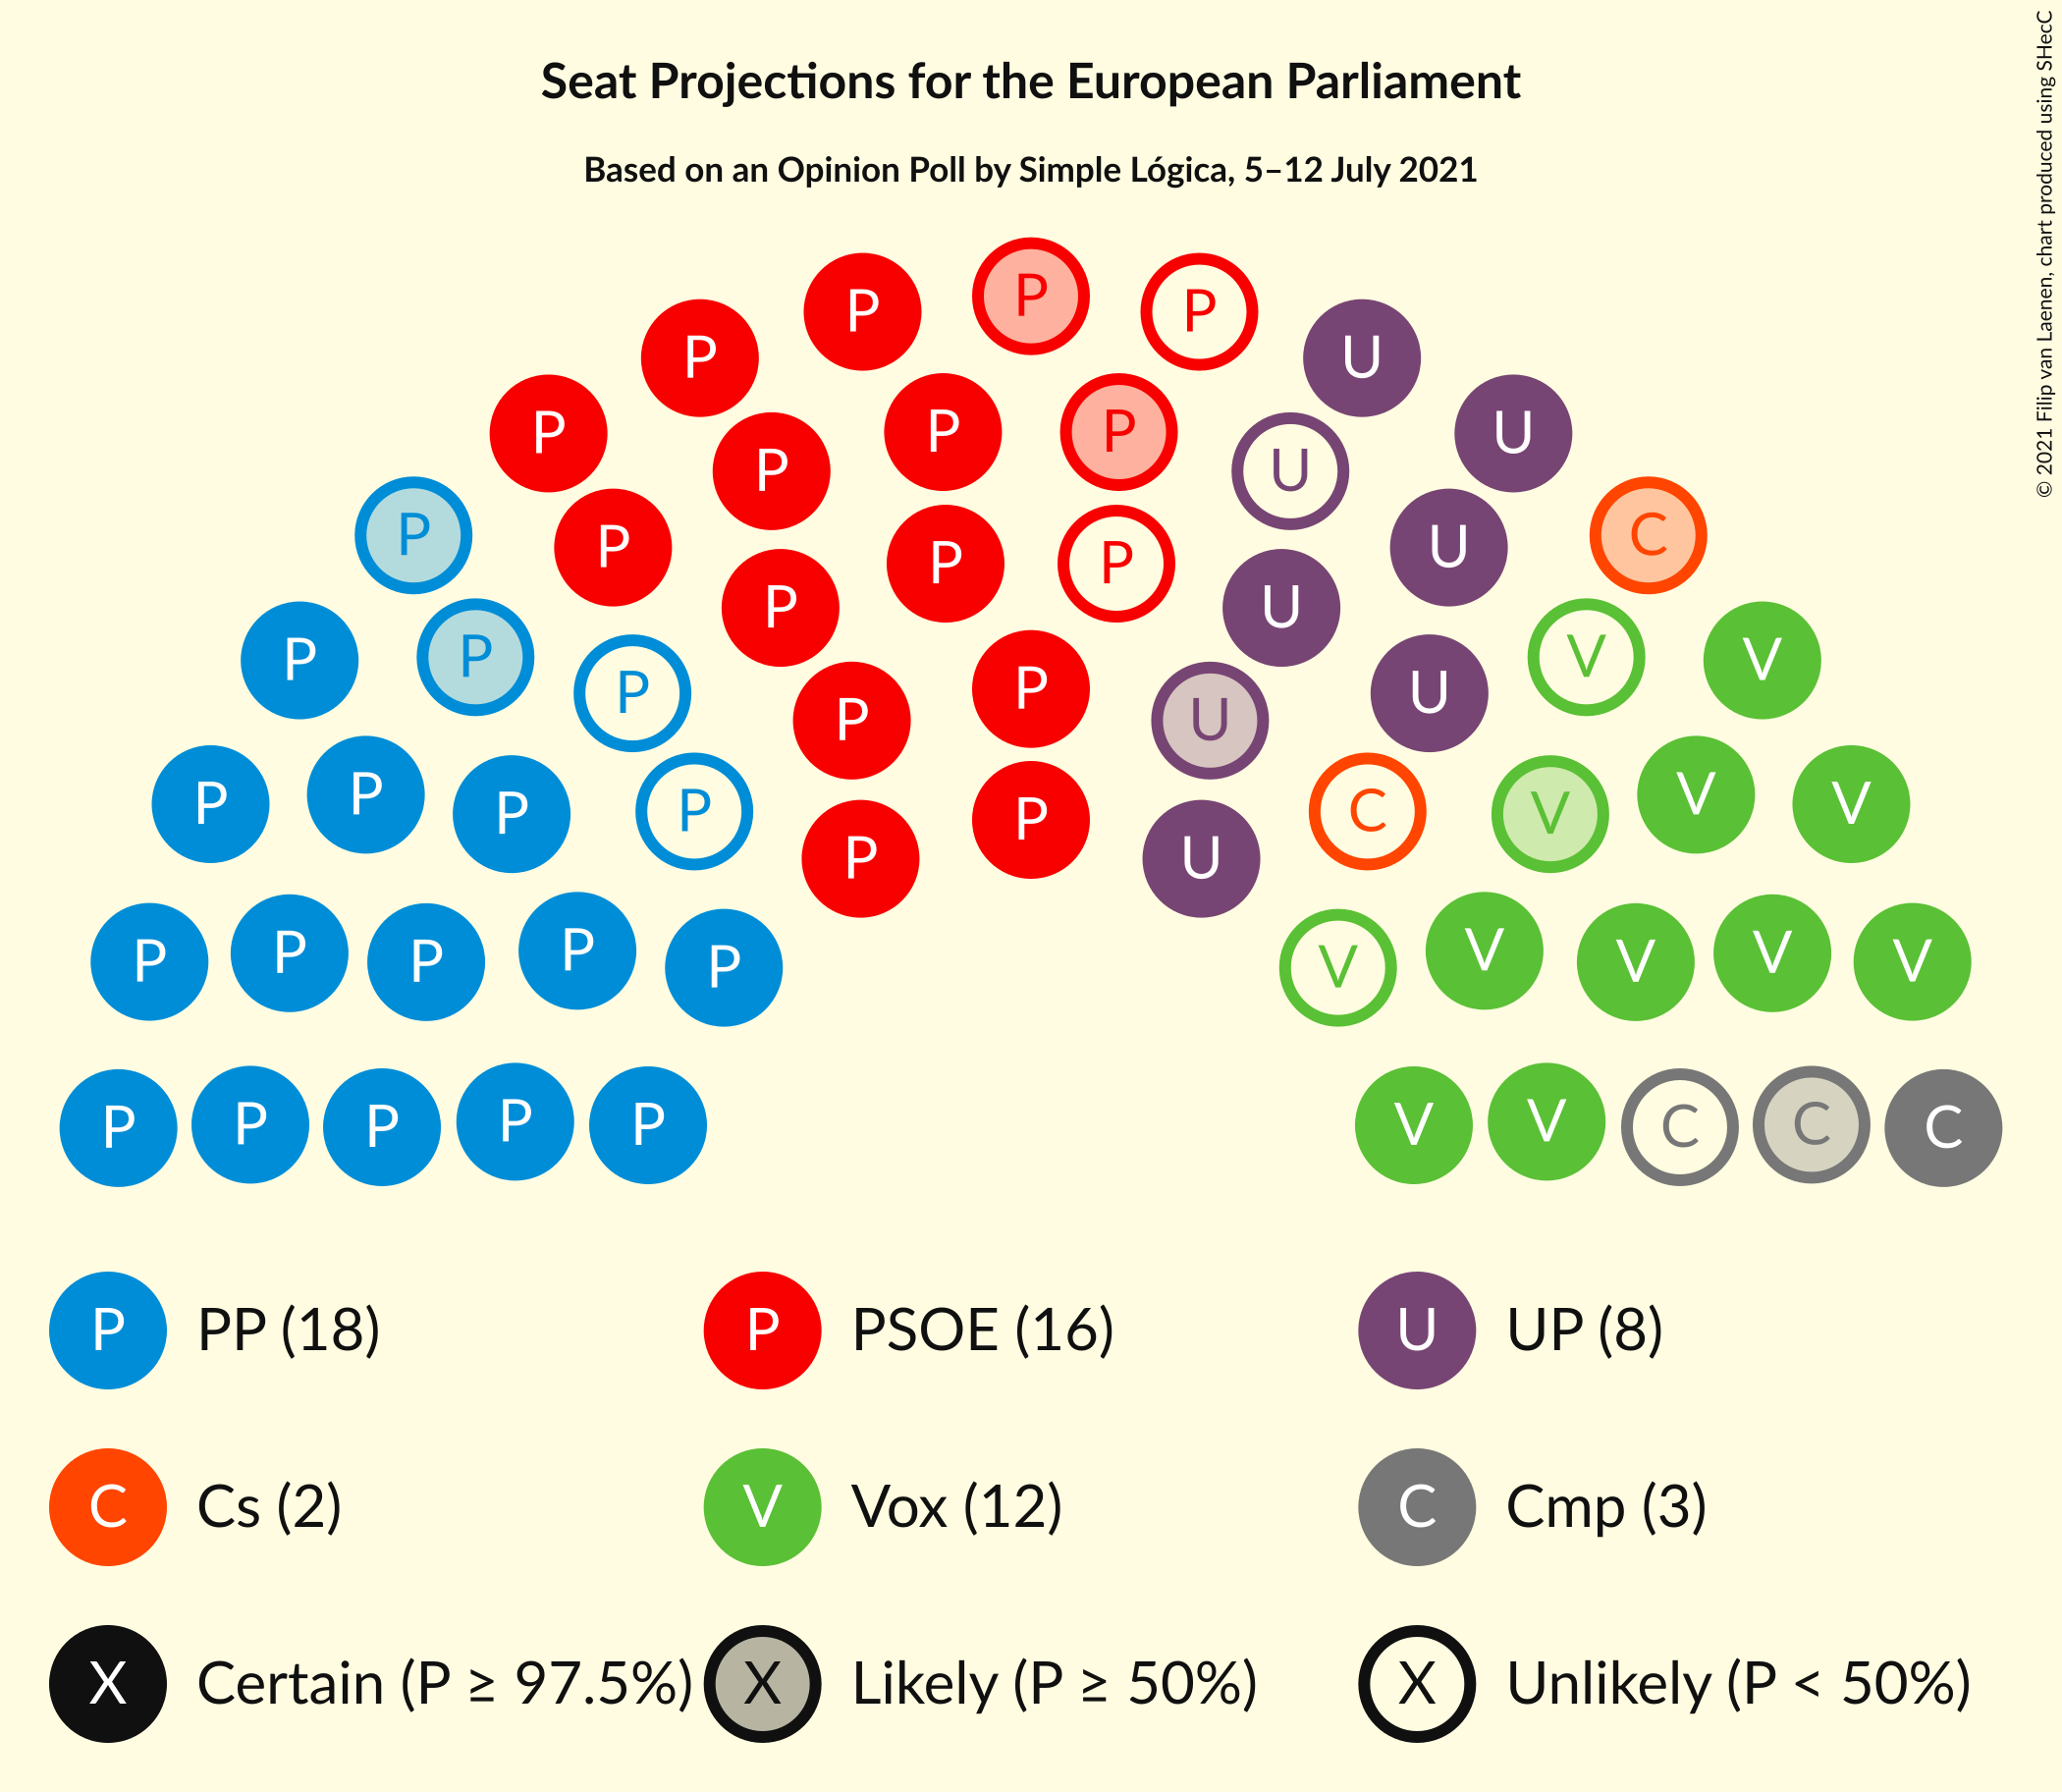 Seat Projections for the European Parliament
Based on an Opinion Poll by Simple Lógica, 5–12 July 2021
© 2021 Filip van Laenen, chart produced using SHecC
P P P U
P P U U
P P P P U C
P P P P U U
P P P P U V V
P P P U U
P P P P P C V V V
P U
P P P P P V V V V V
P P P P P V V C C C
P PP (18) P PSOE (16) U UP (8)
C Cs (2) V Vox (12) C Cmp (3)
X Certain (P ≥ 97.5%) X Likely (P ≥ 50%) X Unlikely (P < 50%)